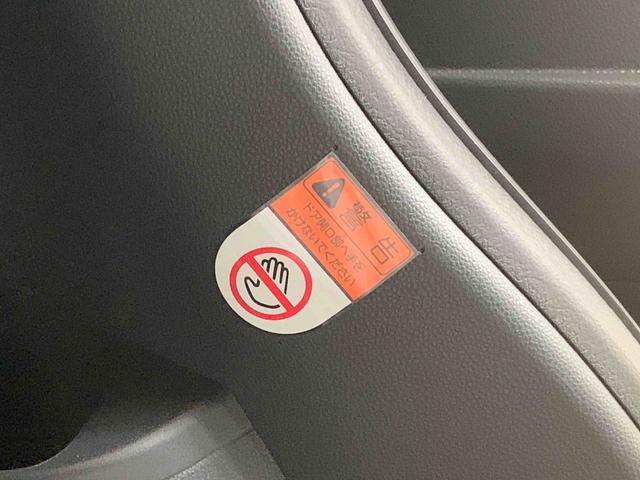 警告
ドア開口部へ手を
かけないでください